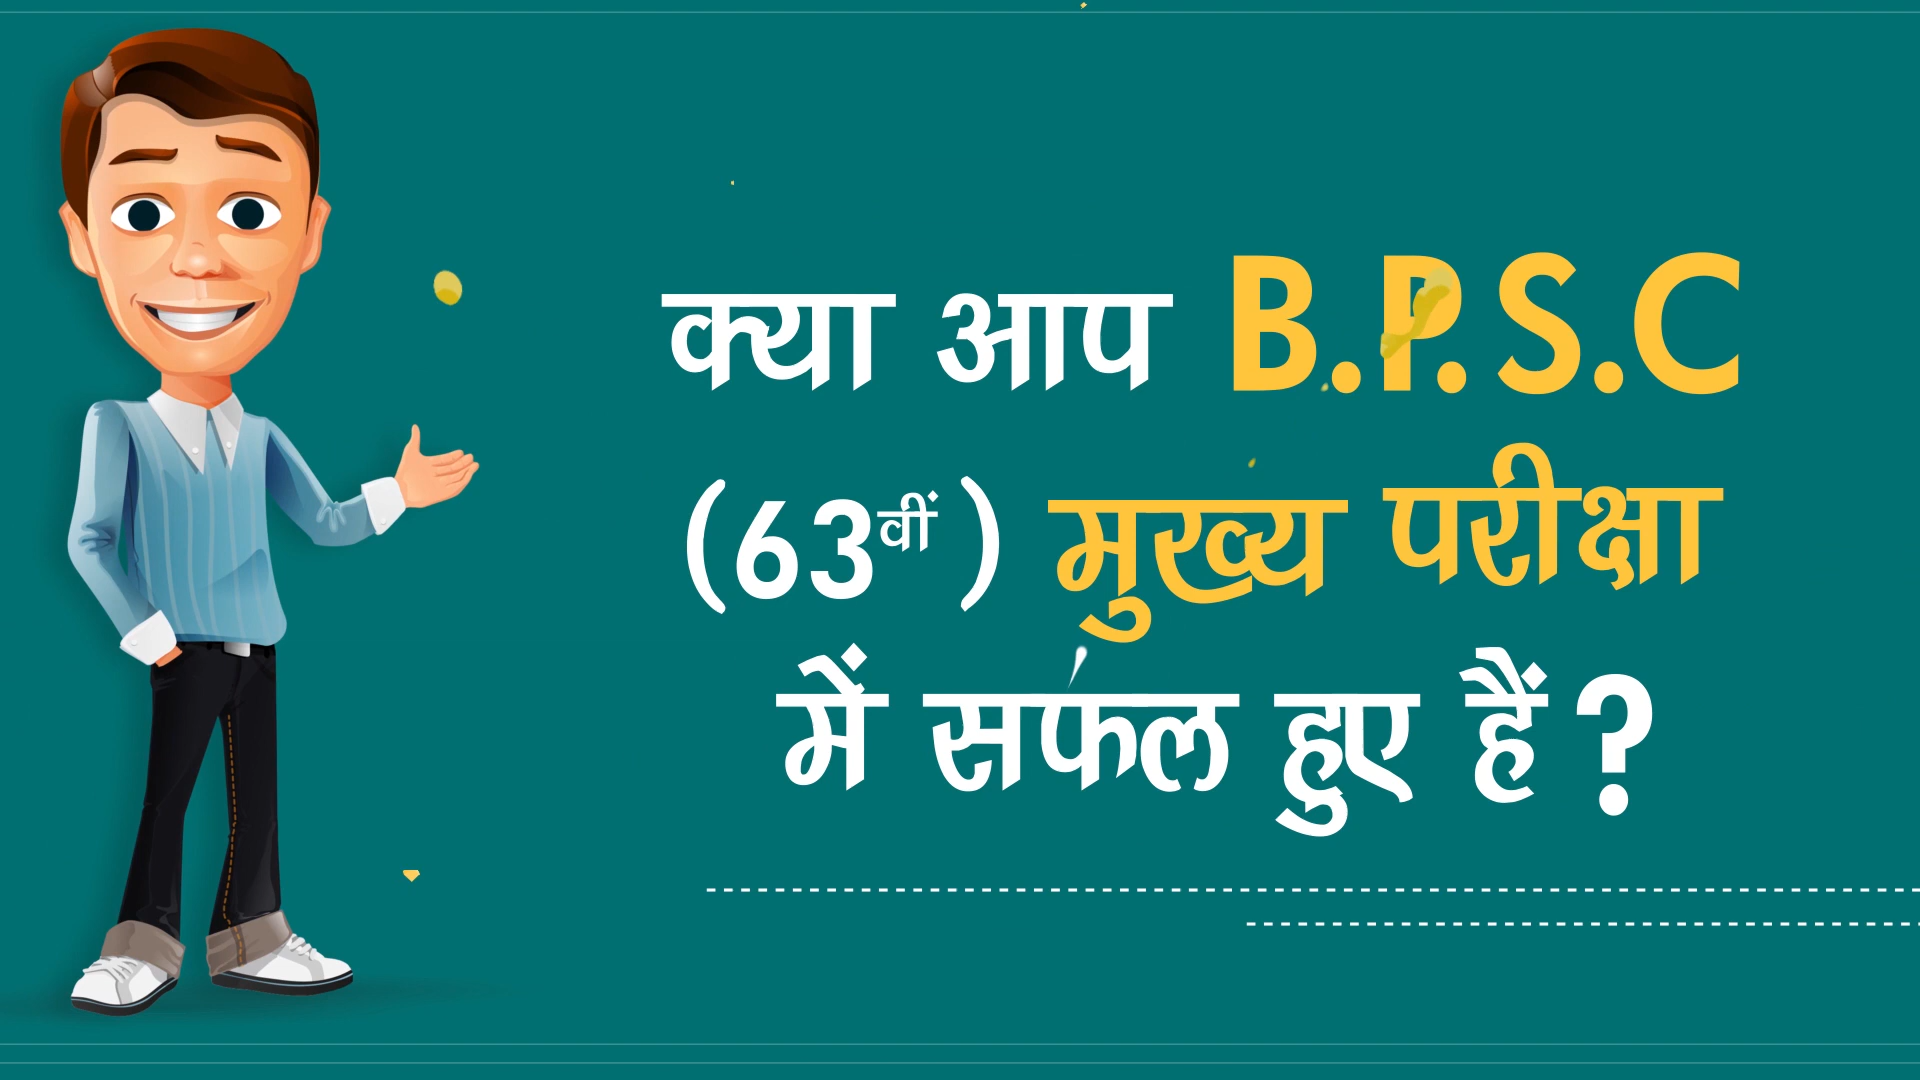 क्या आप B.P.S.C
(63वीं) मुख्य परीक्षा
में सफल हुए हैं?